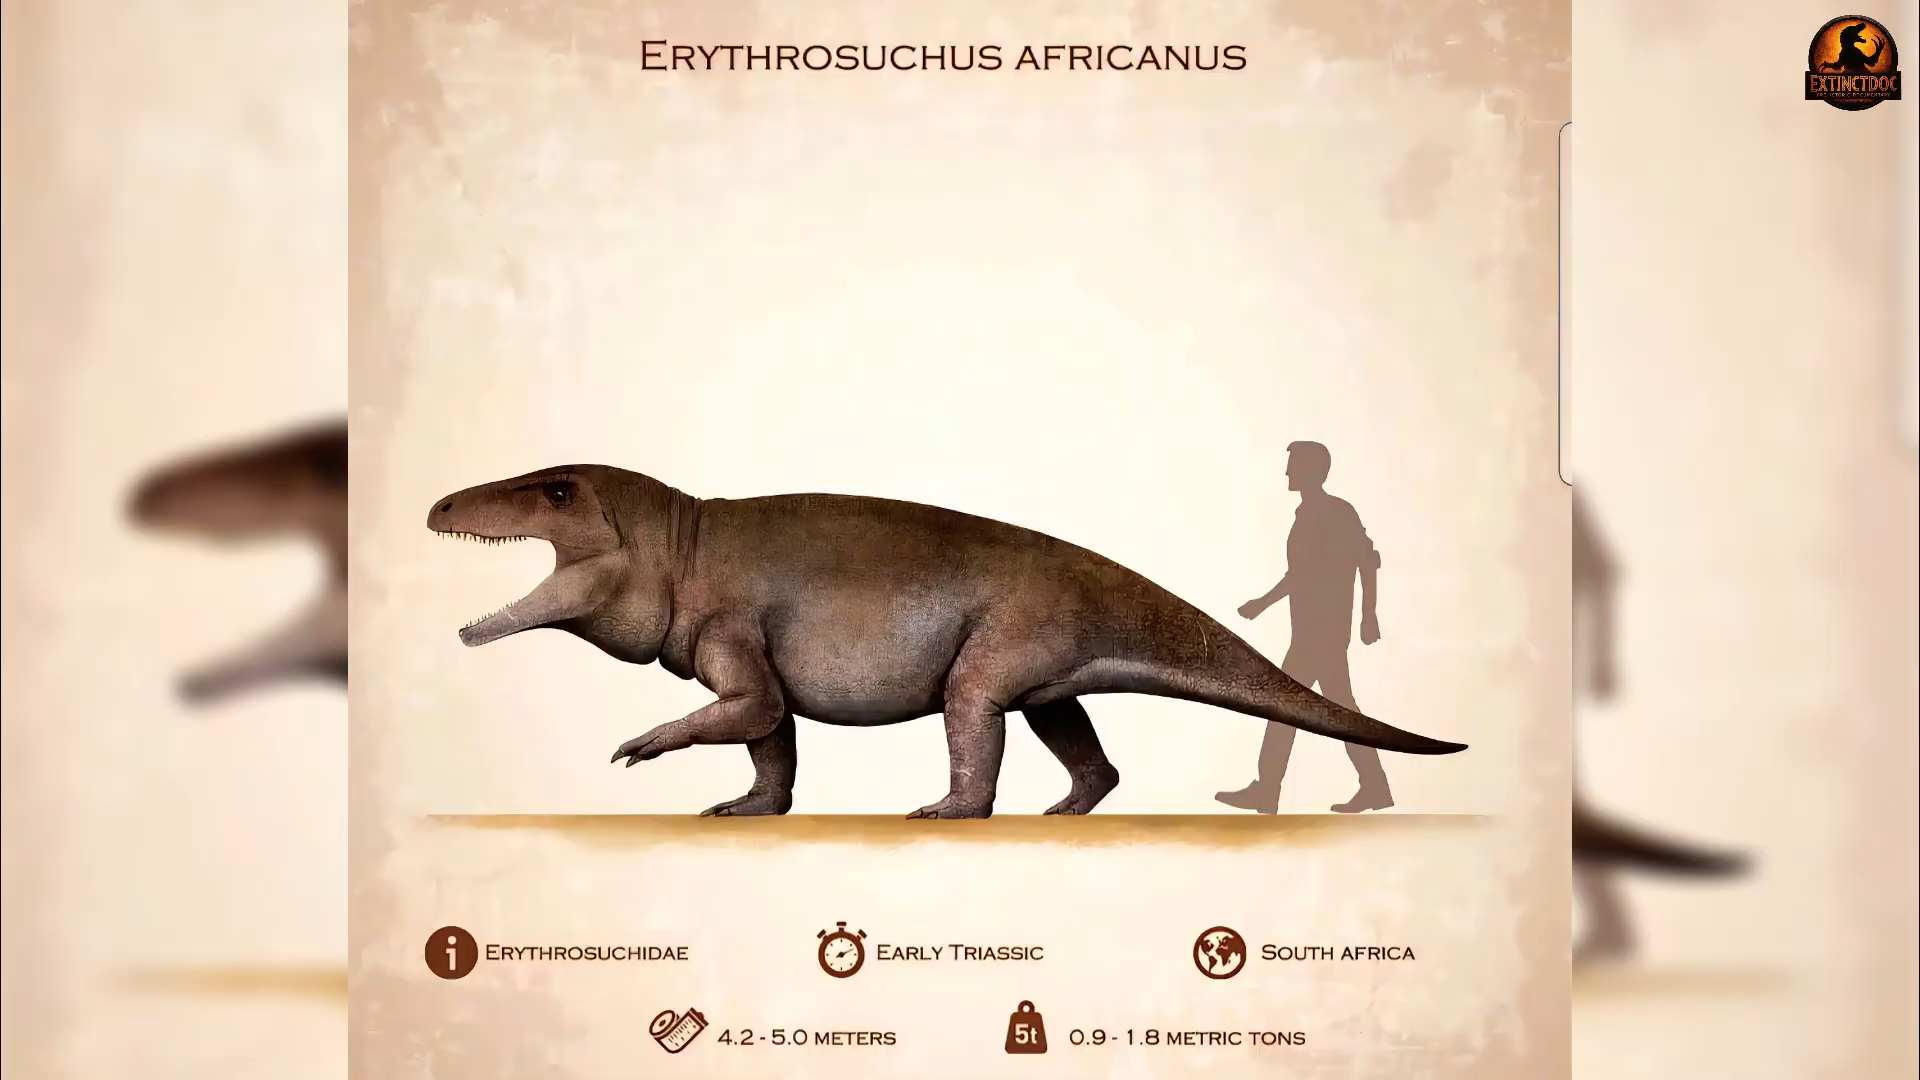 ERYTHROSUCHUS AFRICANUS
EXTINCTDOC
ERYTHROSUCHIDAE
EARLY TRIASSIC
SOUTH AFRICA
4.2 - 5.0 METERS
5t
0.9 - 1.8 METRIC TONS